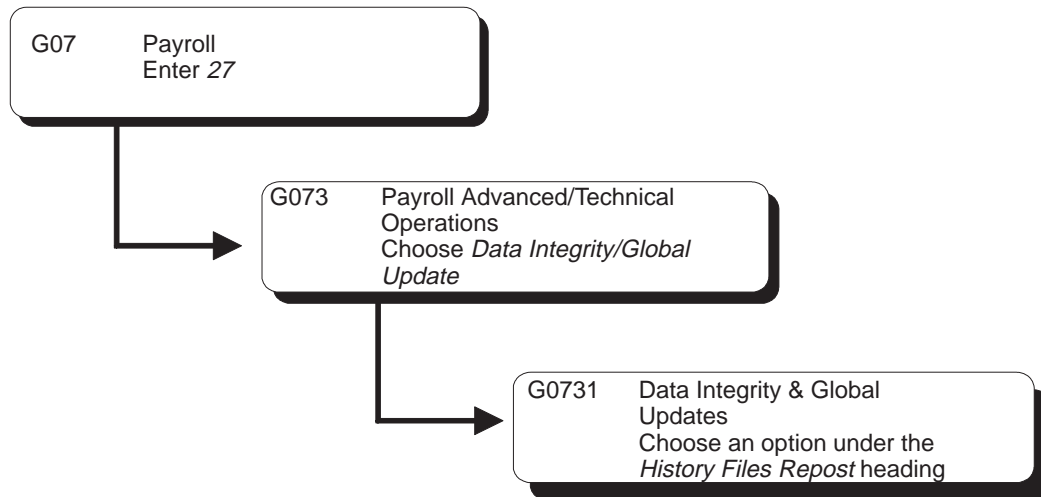 G07 Payroll
Enter 27
G073 Payroll Advanced/Technical
Operations
Choose Data Integrity/Global
Update
G0731 Data Integrity & Global
Updates
Choose an option under the
History Files Repost heading